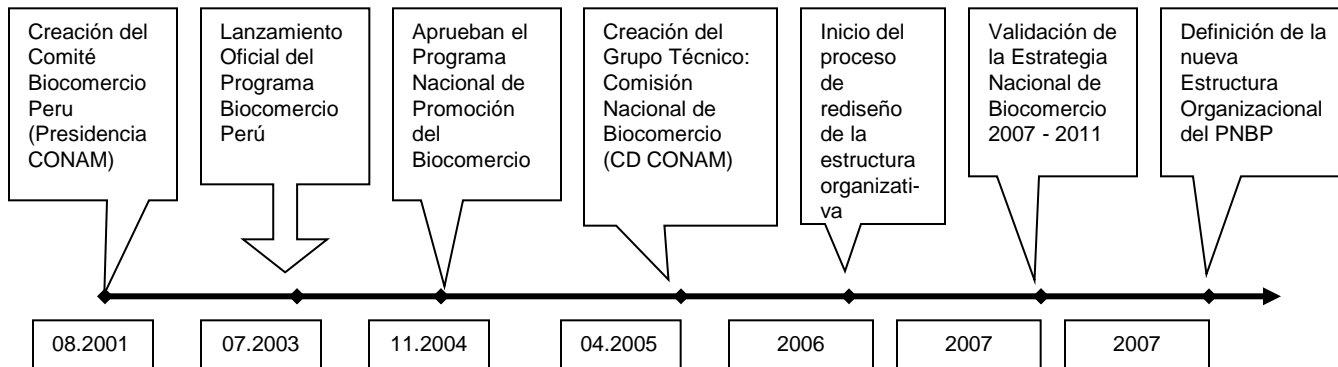 Creación del
Comité
Biocomercio
Peru
(Presidencia
CONAM)
Lanzamiento
Oficial del
Programa
Biocomercio
Perú
Aprueban el
Programa
Nacional de
Promoción
del
Biocomercio
Creación del
Grupo Técnico:
Comisión
Nacional de
Biocomercio
(CD CONAM)
Inicio del
proceso
de
rediseño
de la
estructura
organizati-
va
Validación de
la Estrategia
Nacional de
Biocomercio
2007 - 2011
Definición de la
nueva
Estructura
Organizacional
del PNBP
08.2001
07.2003
11.2004
04.2005
2006
2007
2007